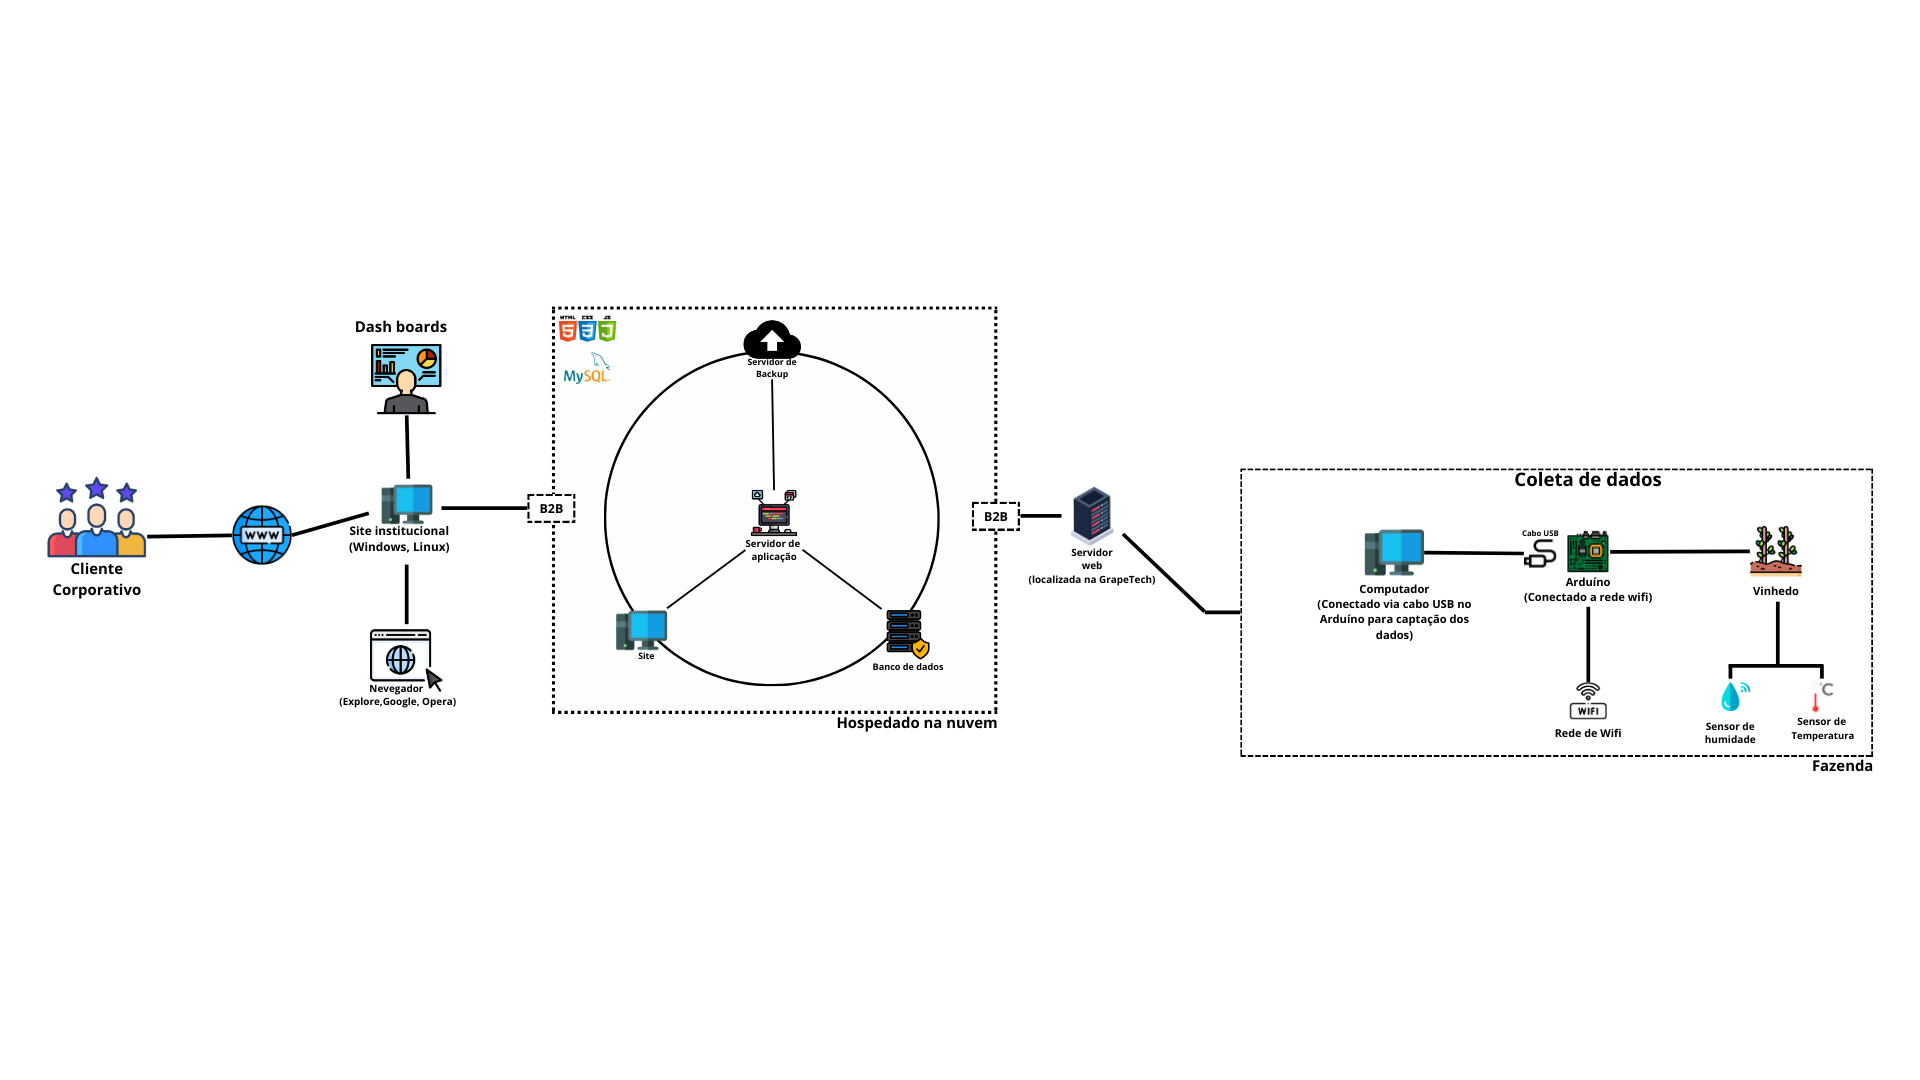 Dash boards
WWW
Cliente
Corporativo
Site institucional
(Windows, Linux)
Nevegador
(Explore,Google, Opera)
B2B
HTML CSS JS
5 3 J
MySQL
Servidor de
Backup
Servidor de
aplicação
Site
Banco de dados
Hospedado na nuvem
B2B
Servidor
web
(localizada na GrapeTech)
Coleta de dados
Computador
(Conectado via cabo USB no
Arduíno para captação dos
dados)
Cabo USB
Arduíno
(Conectado a rede wifi)
Vinhedo
WIFI
Rede de Wifi
Sensor de
humidade
°C
Sensor de
Temperatura
Fazenda